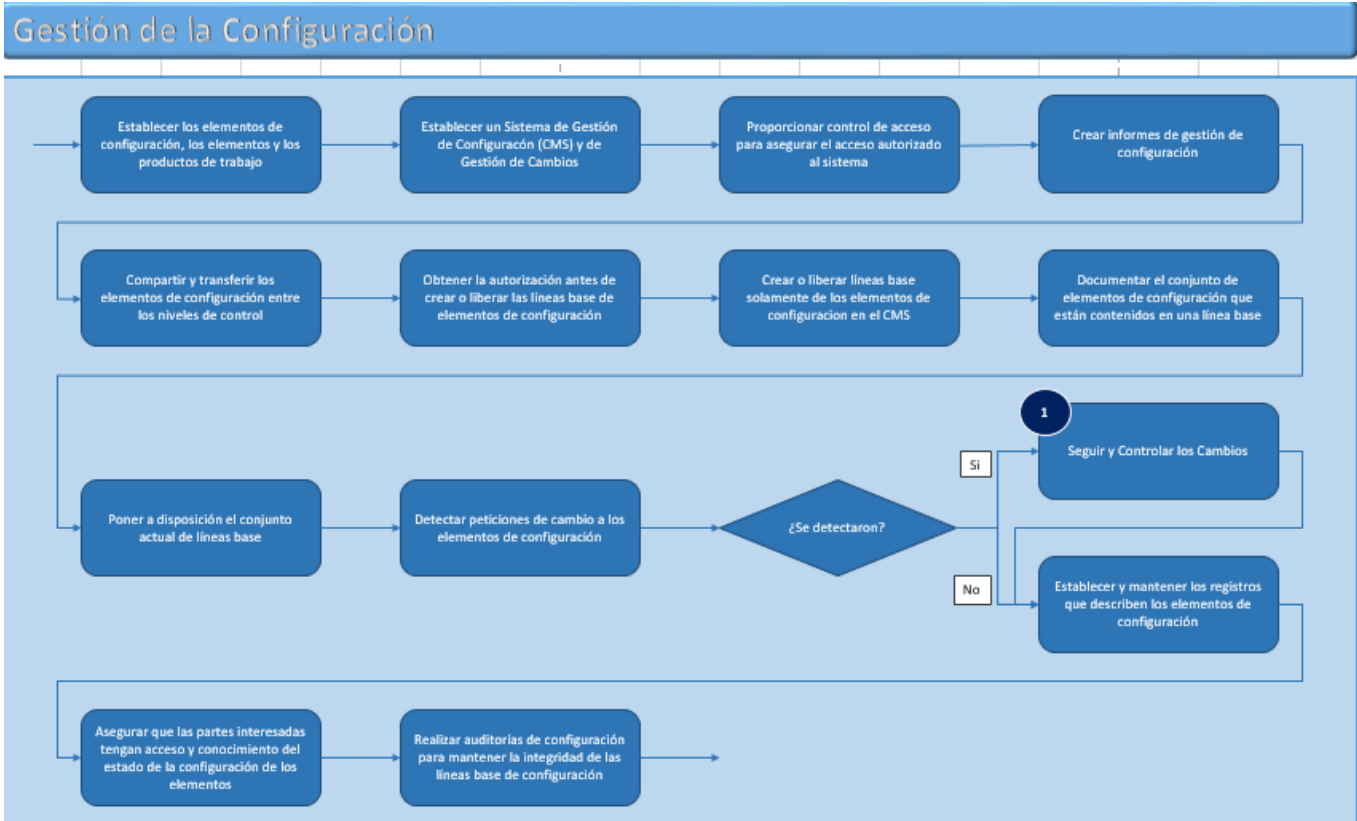 Gestión de la Configuración
Establecer los elementos de
configuración, los elementos y los
productos de trabajo
Establecer un Sistema de Gestión
de Configuracón (CMS) y de
Gestión de Cambios
Proporcionar control de acceso
para asegurar el acceso autorizado
al sistema
Crear informes de gestión de
configuración
Compartir y transferir los
elementos de configuración entre
los niveles de control
Obtener la autorización antes de
crear o liberar las líneas base de
elementos de configuración
Crear o liberar líneas base
solamente de los elementos de
configuracion en el CMS
Documentar el conjunto de
elementos de configuración que
están contenidos en una línea base
1
Seguir y Controlar los Cambios
Si
Poner a disposición el conjunto
actual de líneas base
Detectar peticiones de cambio a los
elementos de configuración
¿Se detectaron?
No
Establecer y mantener los registros
que describen los elementos de
configuración
Asegurar que las partes interesadas
tengan acceso y conocimiento del
estado de la configuración de los
elementos
Realizar auditorias de configuración
para mantener la integridad de las
líneas base de configuración